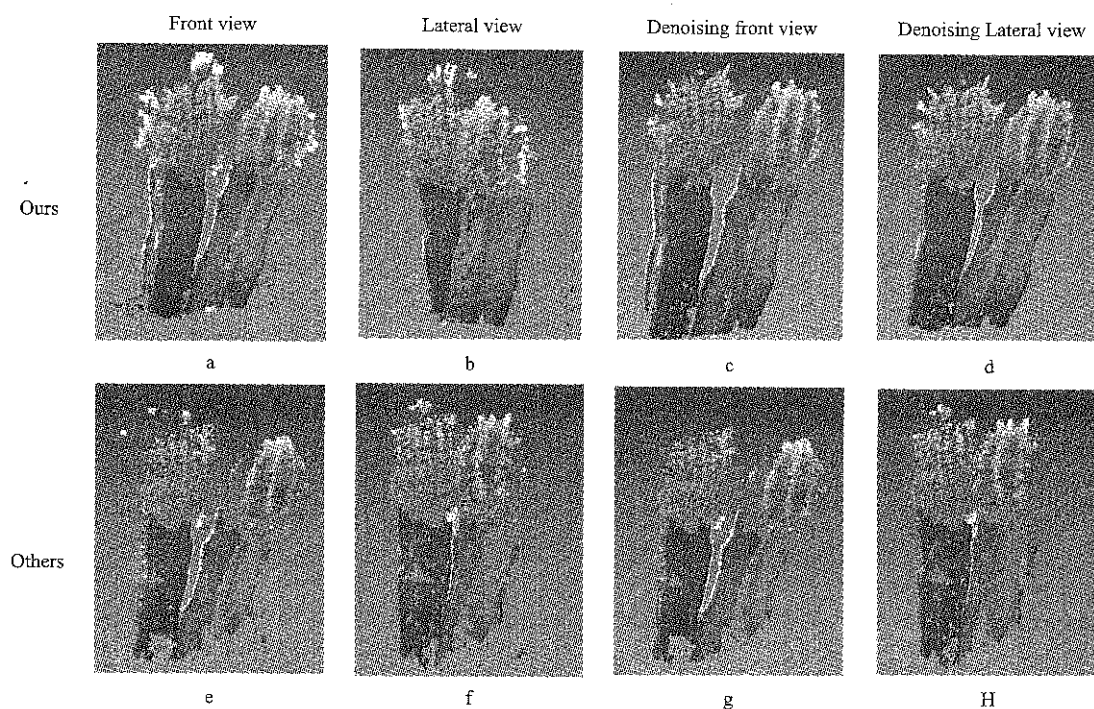 Front view Lateral view Denoising front view Denoising Lateral view
Ours
a b c d
Others
e f g H